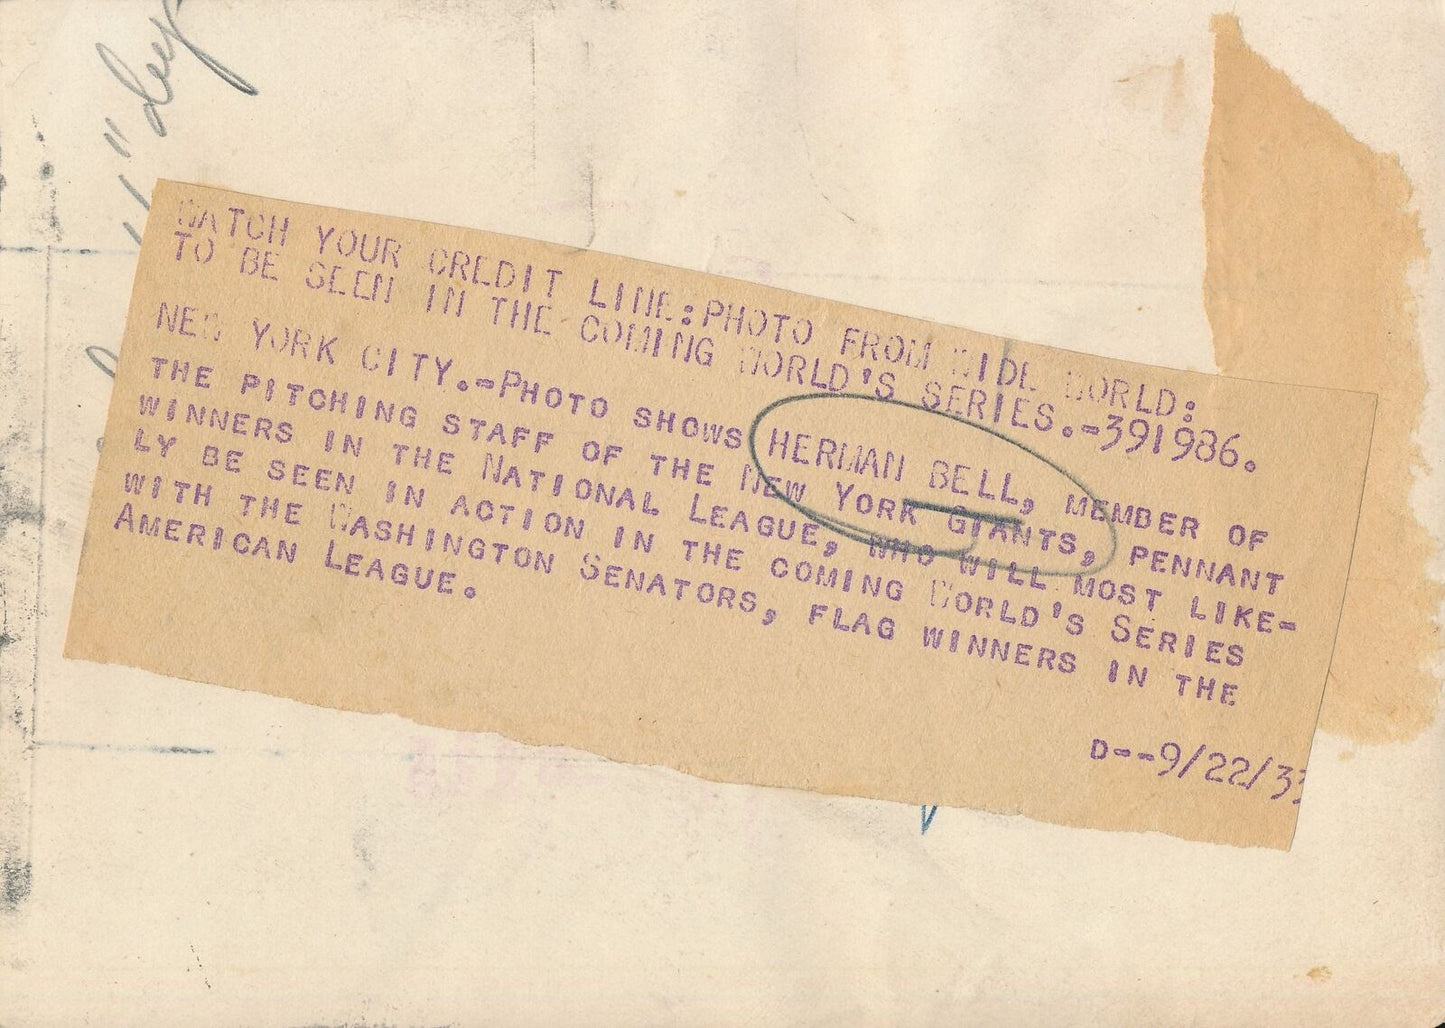 WATCH YOUR CREDIT LINE:PHOTO FROM WIDE WORLD:
TO BE SEEN IN THE COMING WORLD'S SERIES.=391986.
NEW YORK CITY.=PHOTO SHOWS HERMAN BELL, MEMBER OF
THE PITCHING STAFF OF THE NEW YORK GIANTS, PENNANT
WINNERS IN THE NATIONAL LEAGUE, WHO WILL MOST LIKE=
LY BE SEEN IN ACTION IN THE COMING WORLD'S SERIES
WITH THE WASHINGTON SENATORS, FLAG WINNERS IN THE
AMERICAN LEAGUE.
D=-9/22/33